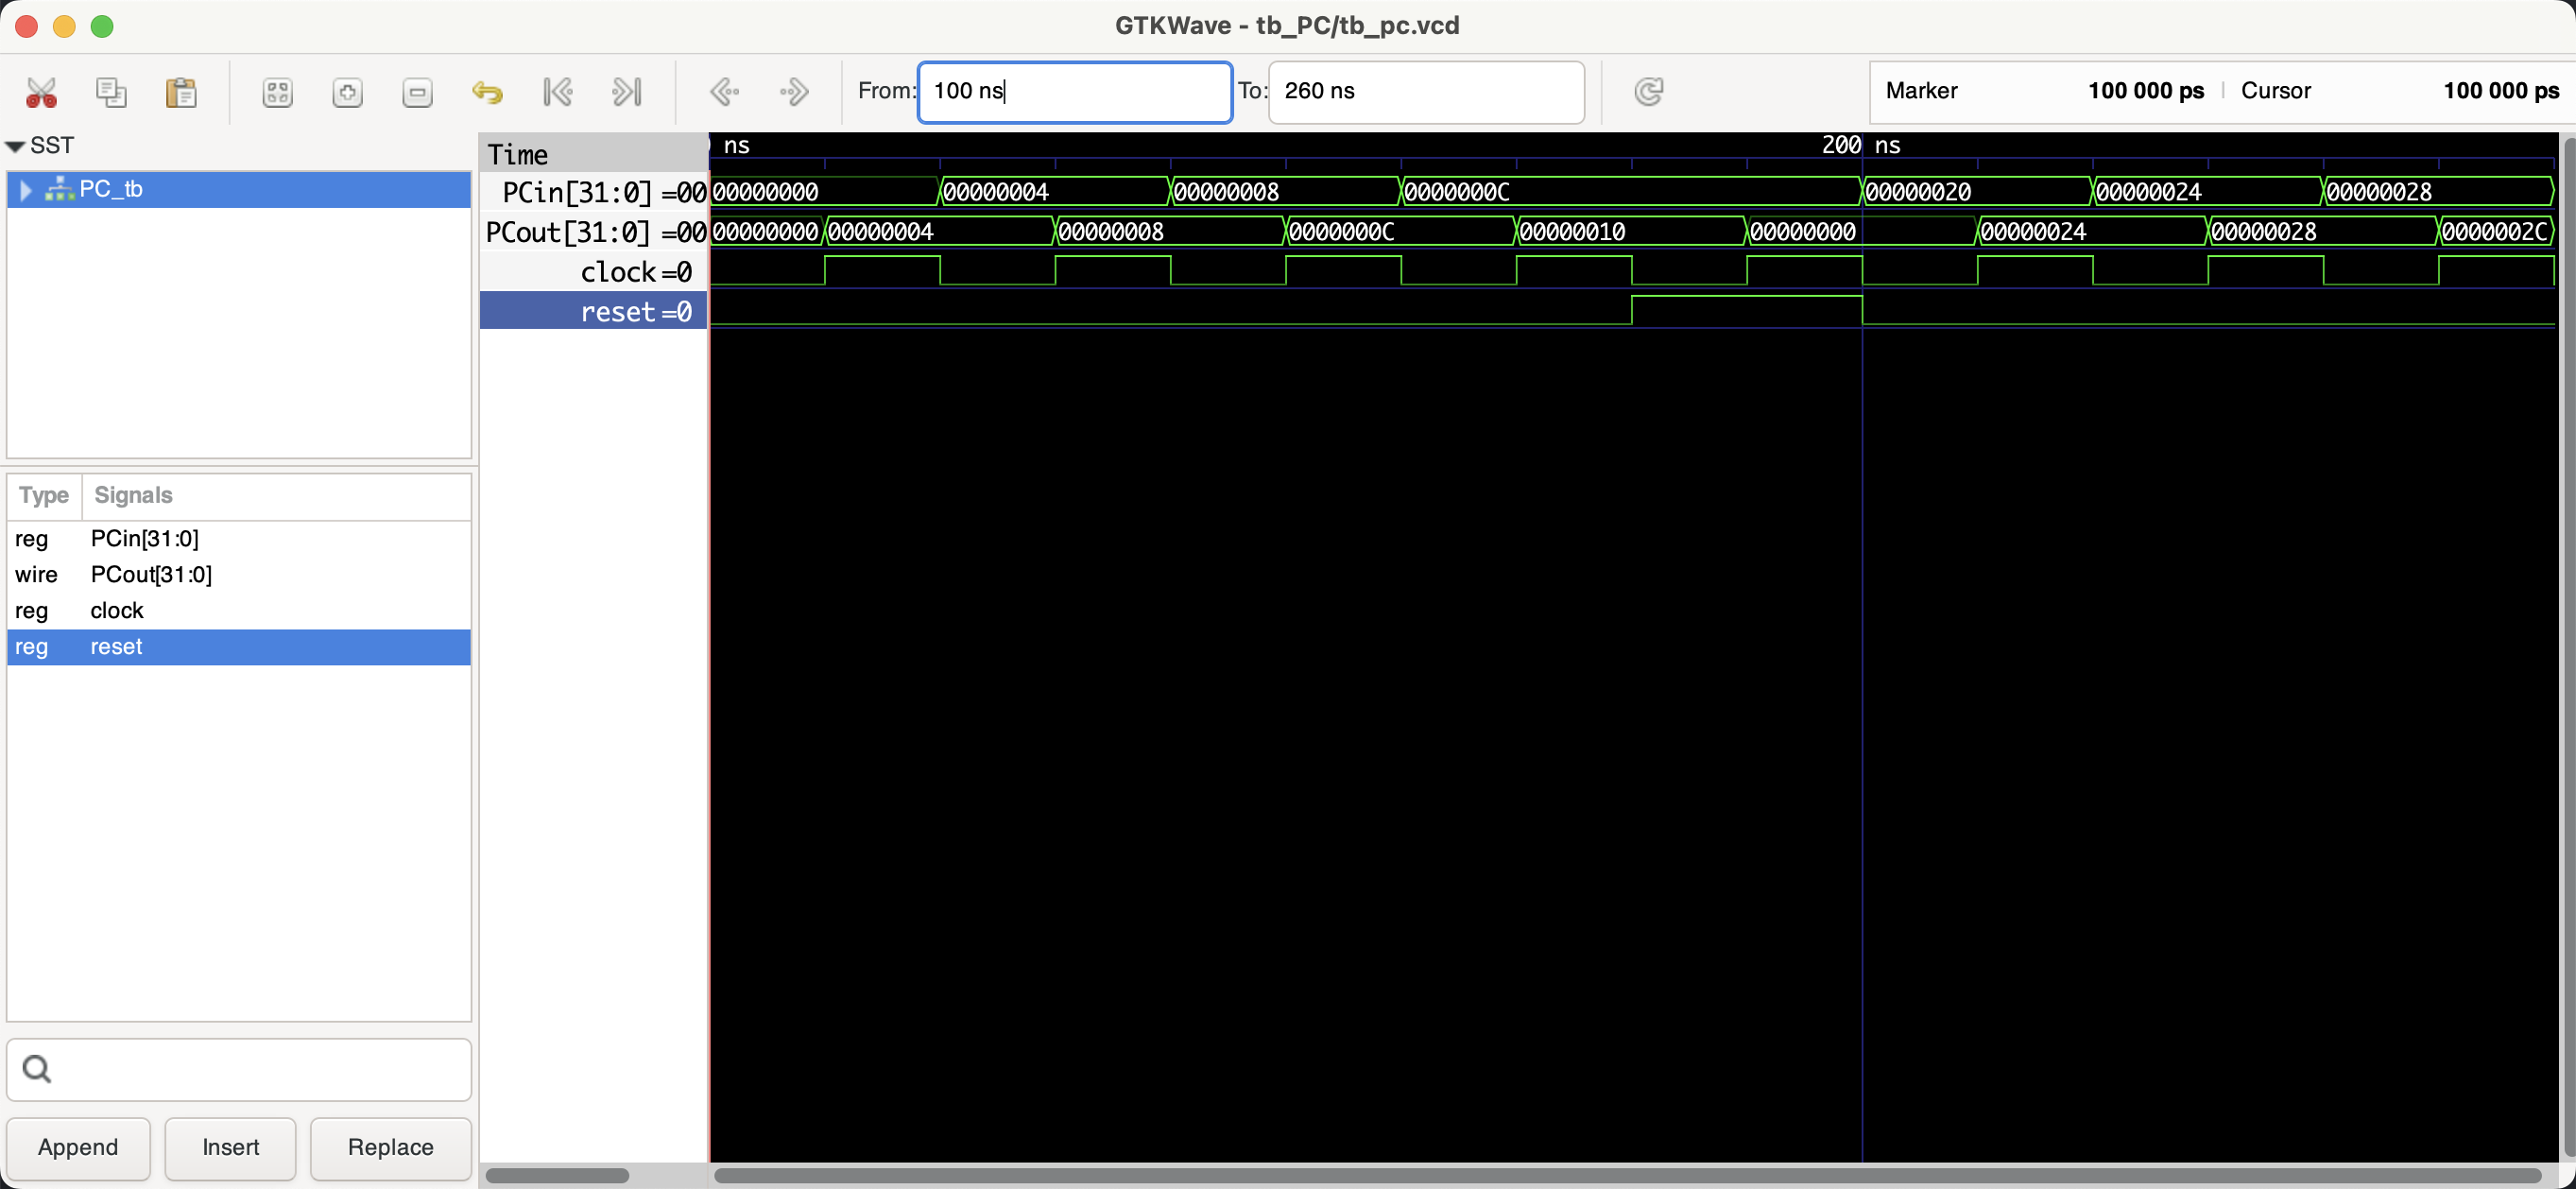 GTKWave - tb_PC/tb_pc.vcd
From: 100 ns To: 260 ns Marker 100 000 ps | Cursor 100 000 ps
SST
PC_tb
Type Signals
reg PCin[31:0]
wire PCout[31:0]
reg clock
reg reset
Append Insert Replace
Time
PCin[31:0] =00
PCout[31:0] =00
clock=0
reset=0
ns 200 ns
00000000 00000004 00000008 0000000C 00000020 00000024 00000028
00000000 00000004 00000008 0000000C 00000010 00000000 00000024 00000028 0000002C